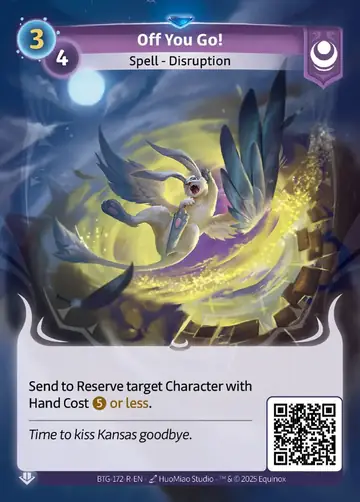 3
4
Off You Go!
Spell - Disruption
Send to Reserve target Character with
Hand Cost 5 or less.
Time to kiss Kansas goodbye.
BTG-172-R-EN HuoMiao Studio - ™ & © 2025 Equinox